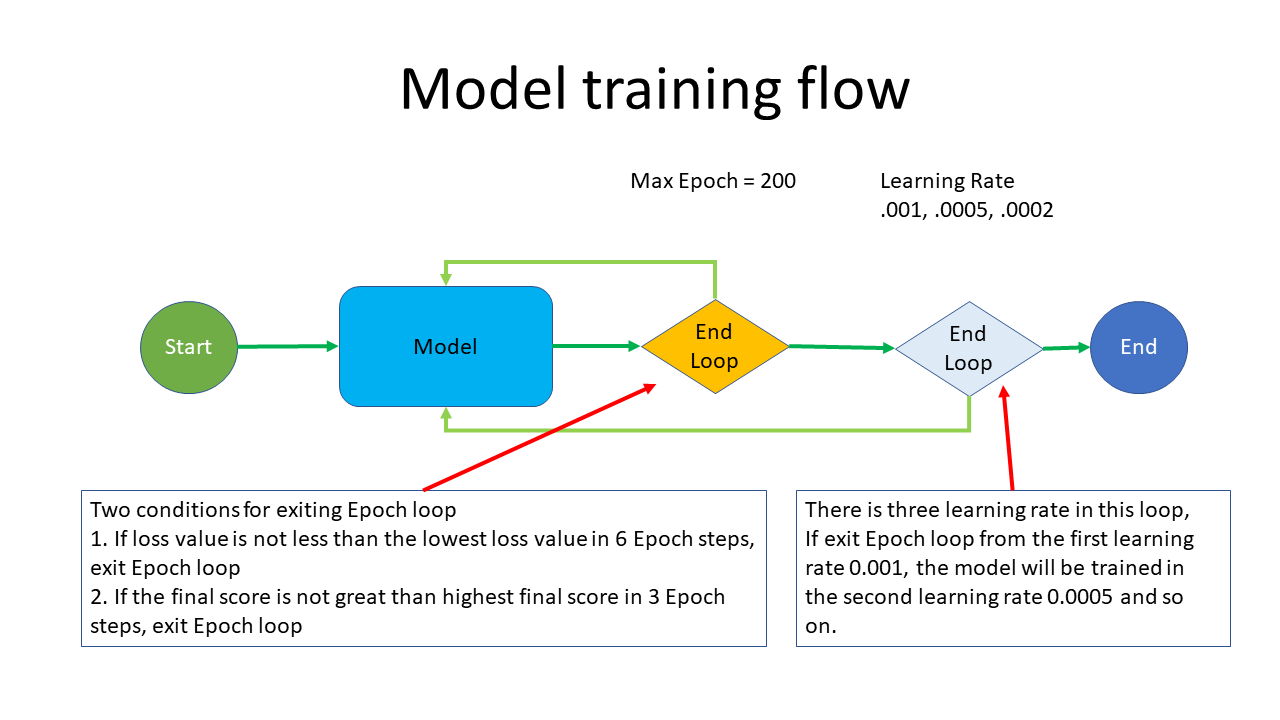 Model training flow
Max Epoch = 200
Learning Rate
.001, .0005, .0002
Start
Model
End
Loop
End
Loop
End
Two conditions for exiting Epoch loop
1. If loss value is not less than the lowest loss value in 6 Epoch steps,
exit Epoch loop
2. If the final score is not great than highest final score in 3 Epoch
steps, exit Epoch loop
There is three learning rate in this loop,
If exit Epoch loop from the first learning
rate 0.001, the model will be trained in
the second learning rate 0.0005 and so
on.